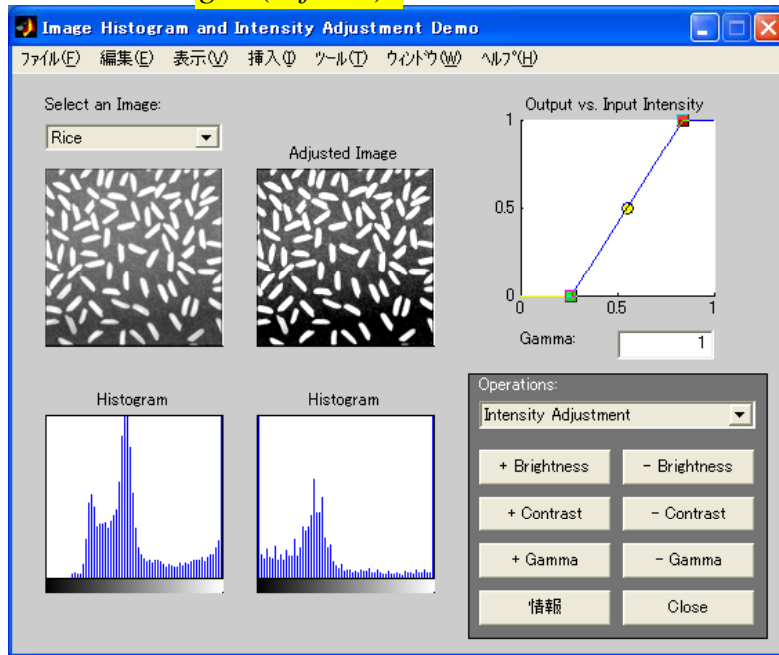 Image Histogram and Intensity Adjustment Demo
ファイル(F) 編集(E) 表示(V) 挿入(I) ツール(T) ウィンドウ(W) ヘルプ(H)
Select an Image:
Rice
Adjusted Image
Output vs. Input Intensity
1
0.5
0
0 0.5 1
Gamma: 1
Histogram
Histogram
Operations:
Intensity Adjustment
+ Brightness - Brightness
+ Contrast - Contrast
+ Gamma - Gamma
情報 Close